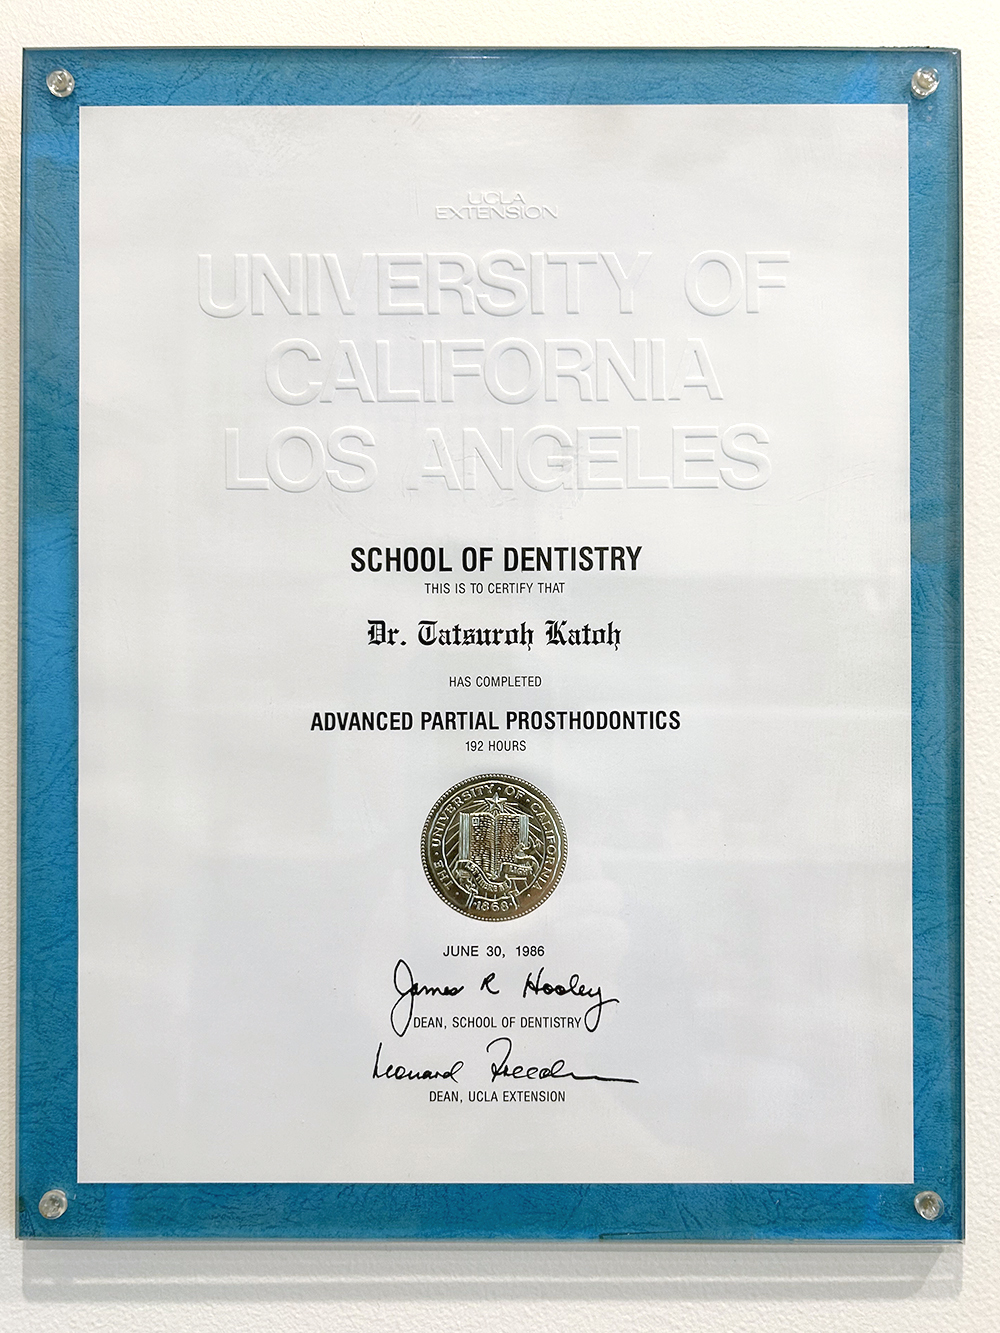 UCLA
EXTENSION
UNIVERSITY OF
CALIFORNIA
LOS ANGELES
SCHOOL OF DENTISTRY
THIS IS TO CERTIFY THAT
Dr. Tatsuroh Katoh
HAS COMPLETED
ADVANCED PARTIAL PROSTHODONTICS
192 HOURS
THE · UNIVERSITY · OF · CALIFORNIA
·1868·
JUNE 30, 1986
James R Hooley
DEAN, SCHOOL OF DENTISTRY
Leonard
DEAN, UCLA EXTENSION